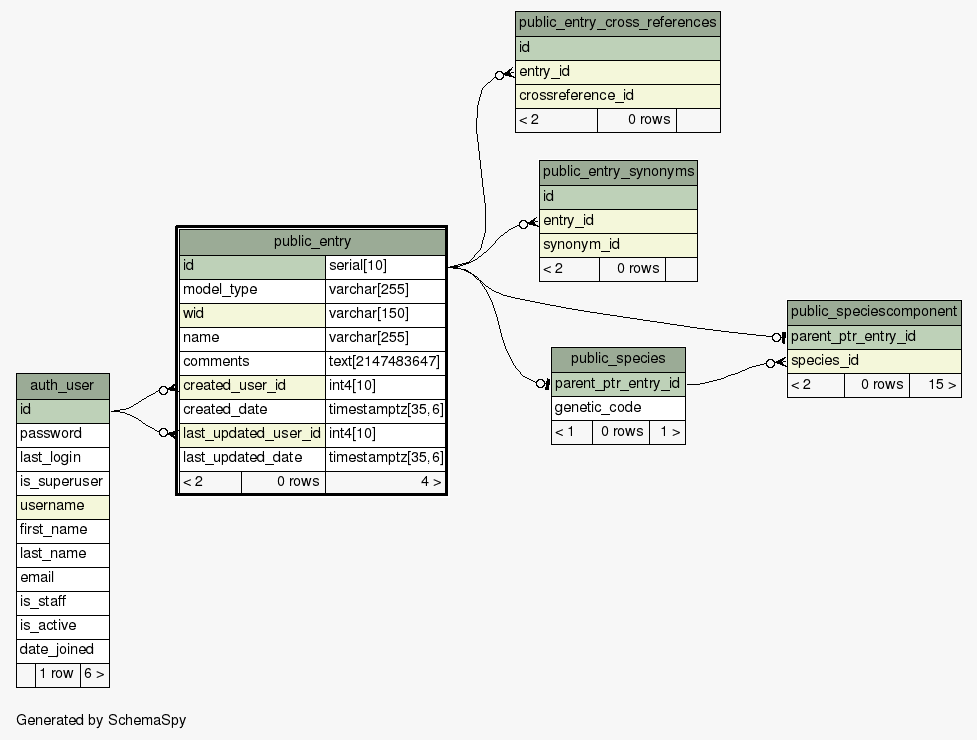 public_entry_cross_references
id
entry_id
crossreference_id
< 2 0 rows
public_entry_synonyms
id
entry_id
synonym_id
< 2 0 rows
public_entry
id serial[10]
model_type varchar[255]
wid varchar[150]
name varchar[255]
comments text[2147483647]
created_user_id int4[10]
created_date timestamptz[35,6]
last_updated_user_id int4[10]
last_updated_date timestamptz[35,6]
< 2 0 rows 4 >
public_speciescomponent
parent_ptr_entry_id
species_id
< 2 0 rows 15 >
public_species
parent_ptr_entry_id
genetic_code
< 1 0 rows 1 >
auth_user
id
password
last_login
is_superuser
username
first_name
last_name
email
is_staff
is_active
date_joined
1 row 6 >
Generated by SchemaSpy